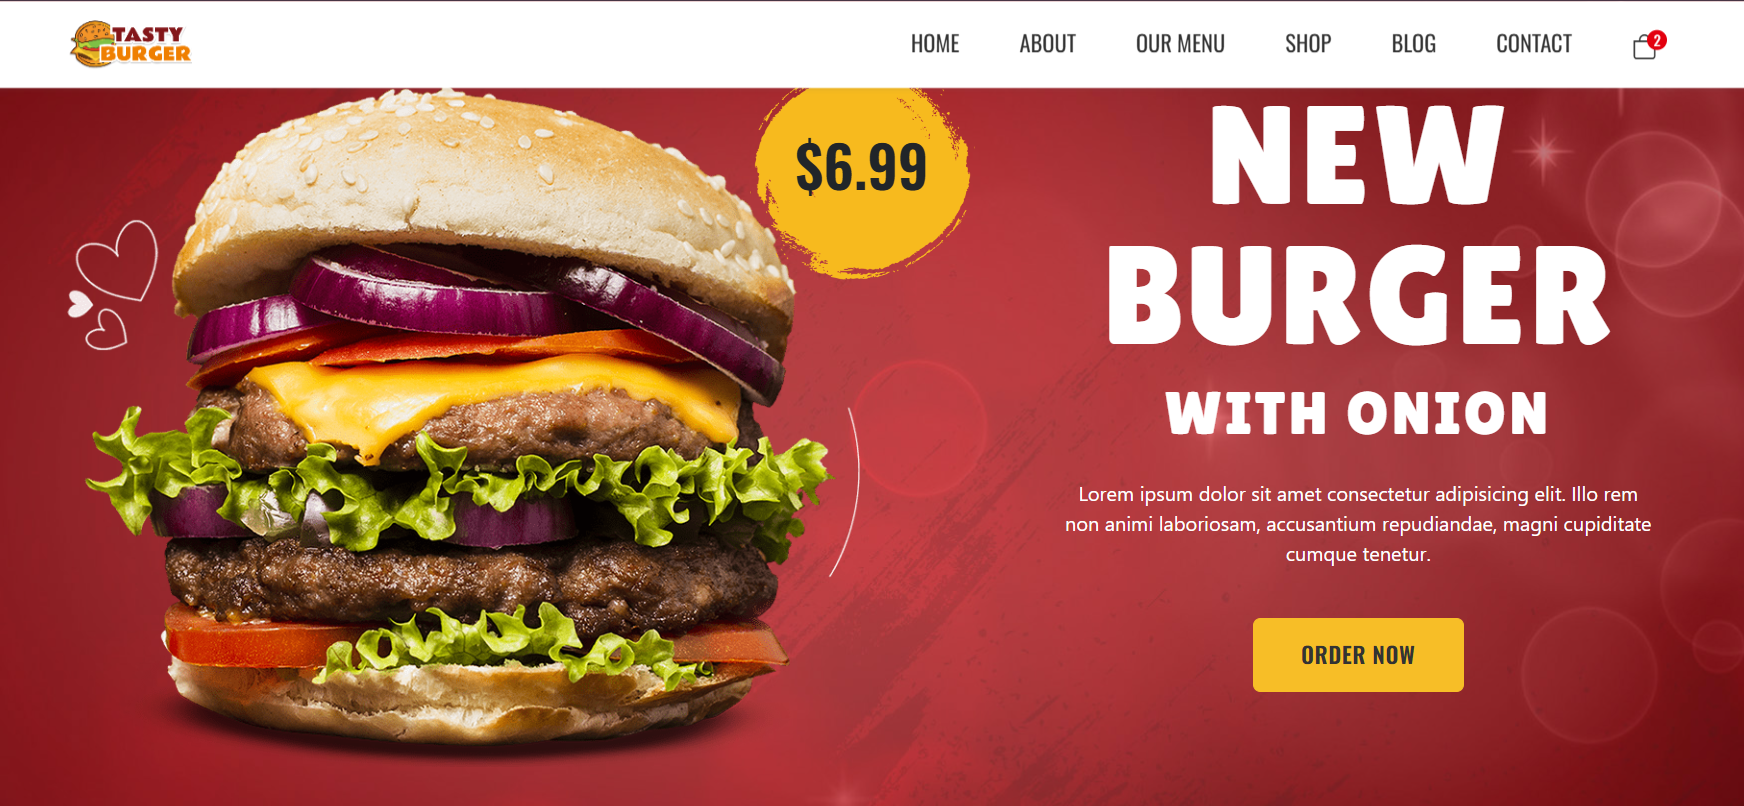 TASTY
BURGER
HOME ABOUT OUR MENU SHOP BLOG CONTACT 2
$6.99
NEW
BURGER
WITH ONION
Lorem ipsum dolor sit amet consectetur adipisicing elit. Illo rem
non animi laboriosam, accusantium repudiandae, magni cupiditate
cumque tenetur.
ORDER NOW